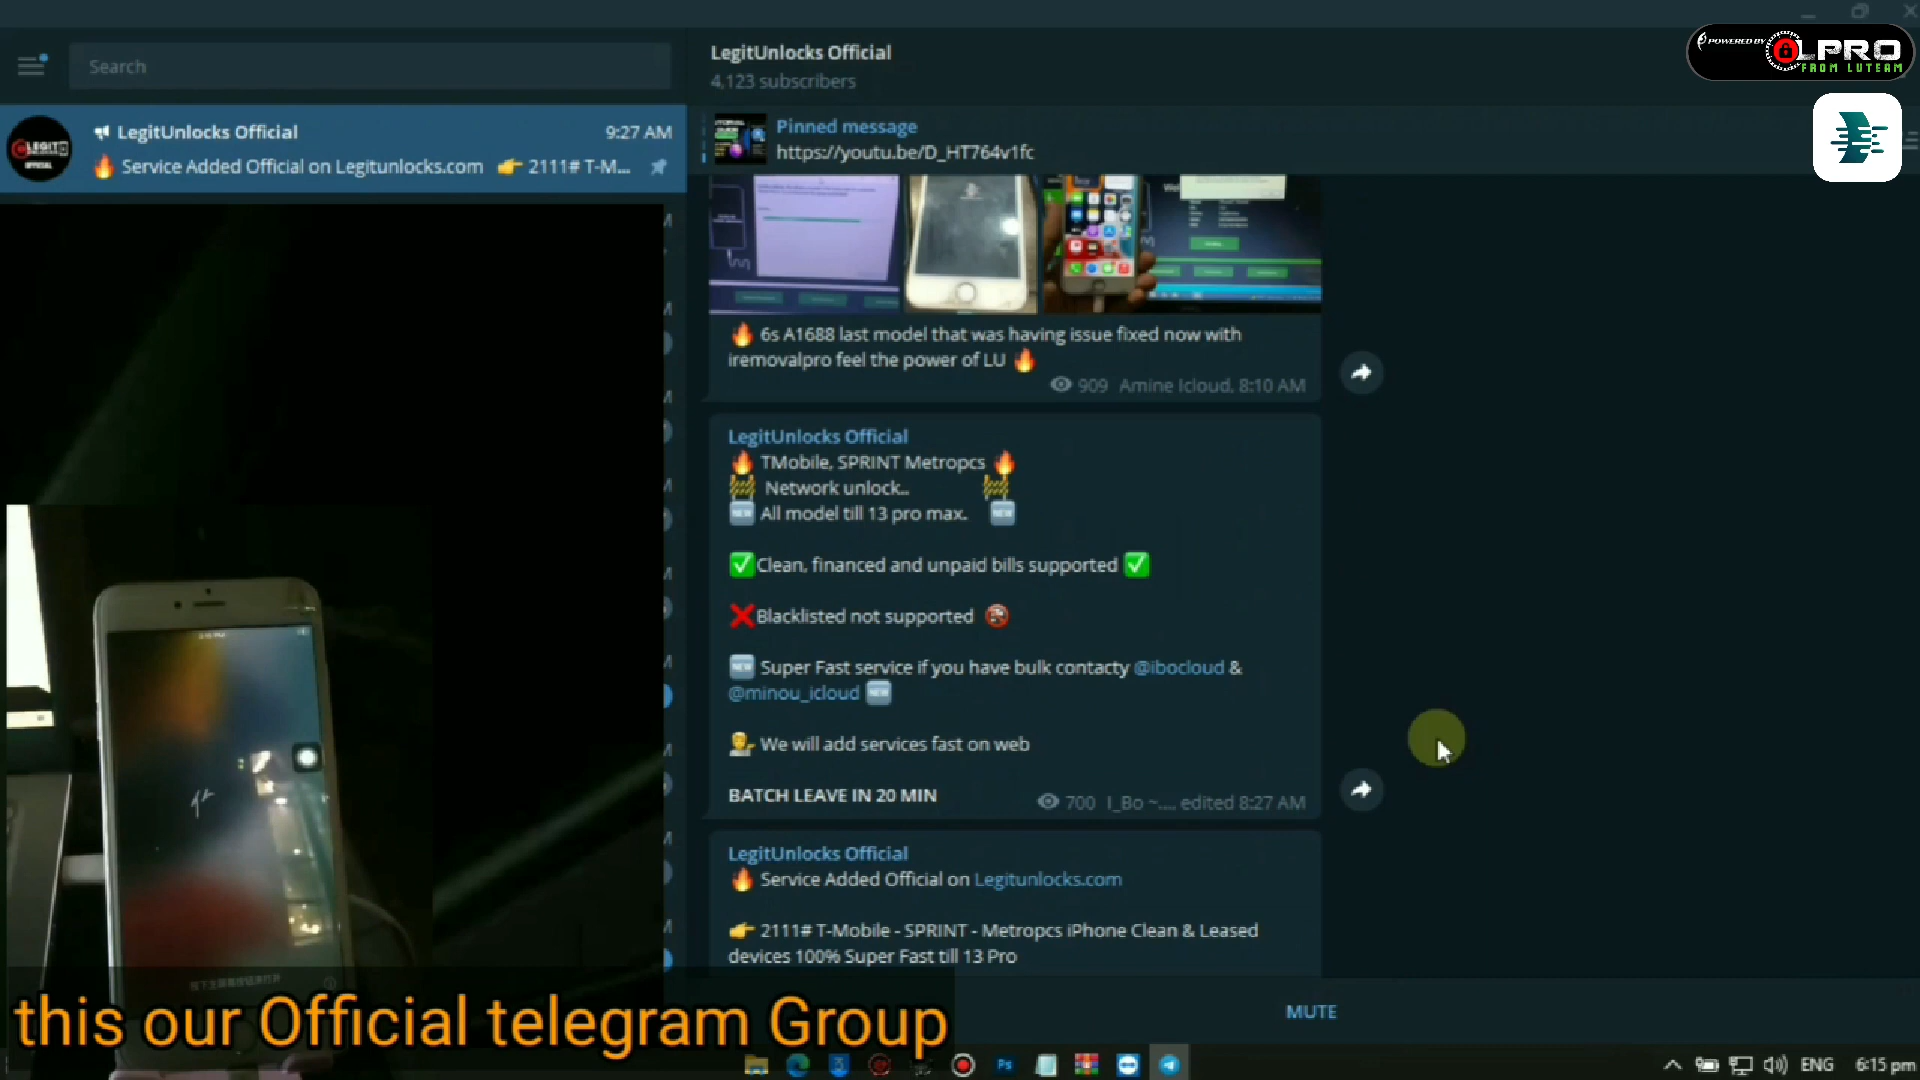 POWERED BY LPRO
FROM LUTEAM
Search
LegitUnlocks Official
4,123 subscribers
LegitUnlocks Official 9:27 AM
🔥 Service Added Official on Legitunlocks.com 👉 2111# T-M...
LEGIT
OFFICIAL
Pinned message
https://youtu.be/D_HT764v1fc
🔥 6s A1688 last model that was having issue fixed now with
iremovalpro feel the power of LU 🔥
909 Amine Icloud, 8:10 AM
LegitUnlocks Official
🔥 TMobile, SPRINT Metropcs 🔥
🚧 Network unlock.. 🚧
🆕 All model till 13 pro max. 🆕
✅Clean, financed and unpaid bills supported ✅
❌Blacklisted not supported
🆕 Super Fast service if you have bulk contacty @ibocloud &
@minou_icloud 🆕
We will add services fast on web
BATCH LEAVE IN 20 MIN
700 I_Bo ~.... edited 8:27 AM
LegitUnlocks Official
🔥 Service Added Official on Legitunlocks.com
👉 2111# T-Mobile - SPRINT - Metropcs iPhone Clean & Leased
devices 100% Super Fast till 13 Pro
MUTE
this our Official telegram Group
Ps
ENG 6:15 pm